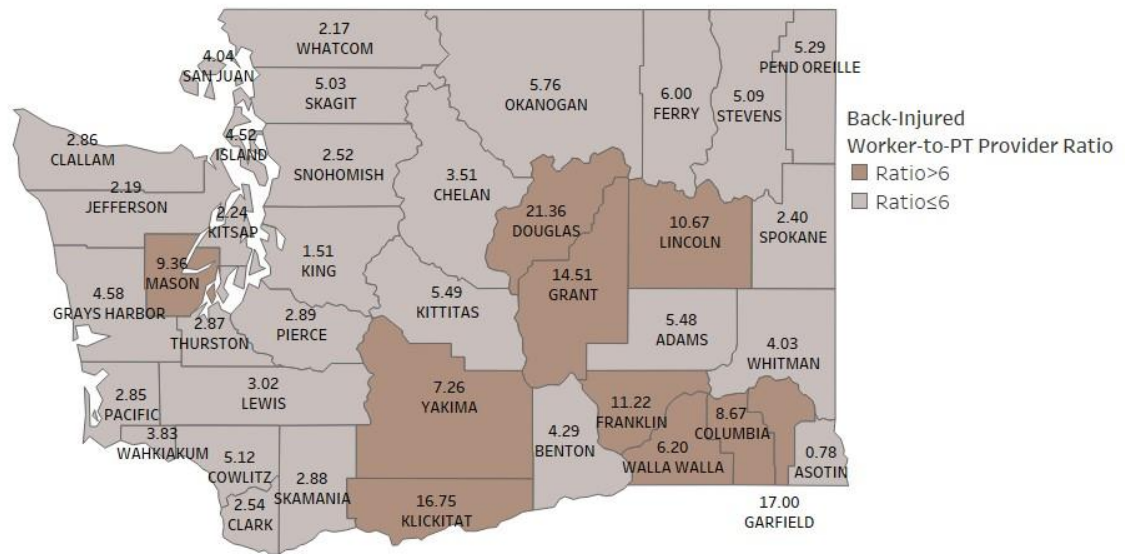 2.17
WHATCOM
4.04
SAN JUAN
5.03
SKAGIT
5.76
OKANOGAN
6.00
FERRY
5.09
STEVENS
5.29
PEND OREILLE
2.86
CLALLAM
4.52
ISLAND
2.52
SNOHOMISH
3.51
CHELAN
2.19
JEFFERSON
2.24
KITSAP
21.36
DOUGLAS
10.67
LINCOLN
2.40
SPOKANE
9.36
MASON
1.51
KING
14.51
GRANT
4.58
GRAYS HARBOR
5.49
KITTITAS
2.87
THURSTON
2.89
PIERCE
5.48
ADAMS
4.03
WHITMAN
2.85
PACIFIC
3.02
LEWIS
7.26
YAKIMA
11.22
FRANKLIN
8.67
COLUMBIA
3.83
WAHKIAKUM
4.29
BENTON
6.20
WALLA WALLA
0.78
ASOTIN
5.12
COWLITZ
2.88
SKAMANIA
2.54
CLARK
16.75
KLICKITAT
17.00
GARFIELD
Back-Injured
Worker-to-PT Provider Ratio
Ratio>6
Ratio≤6